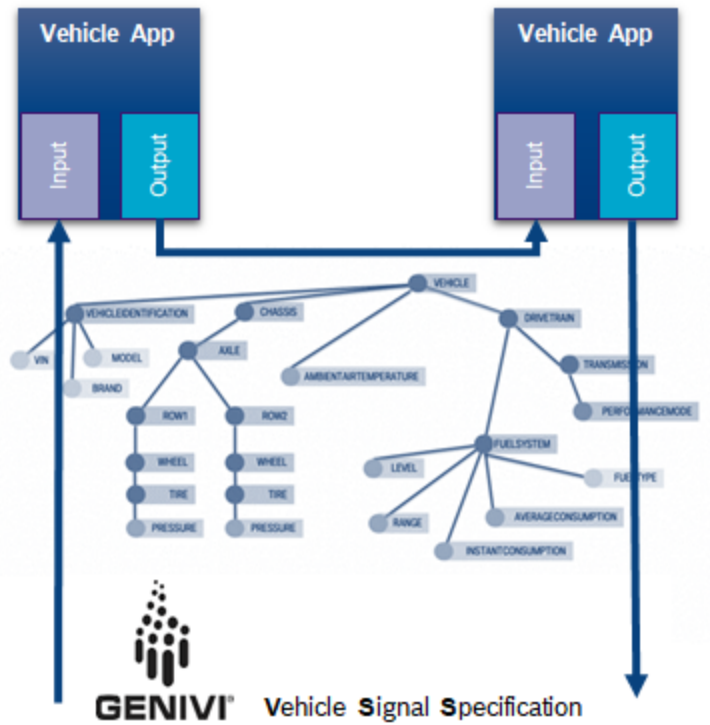 Vehicle App
Vehicle App
Input
Output
Input
Output
VEHICLE
VEHICLEIDENTIFICATION
CHASSIS
DRIVETRAIN
VIN
MODEL
BRAND
AXLE
AMBIENTAIRTEMPERATURE
TRANSMISSION
PERFORMANCEMODE
ROW1
ROW2
FUELSYSTEM
WHEEL
WHEEL
LEVEL
FUELTYPE
TIRE
TIRE
PRESSURE
PRESSURE
RANGE
AVERAGECONSUMPTION
INSTANTCONSUMPTION
GENIVI®
Vehicle Signal Specification